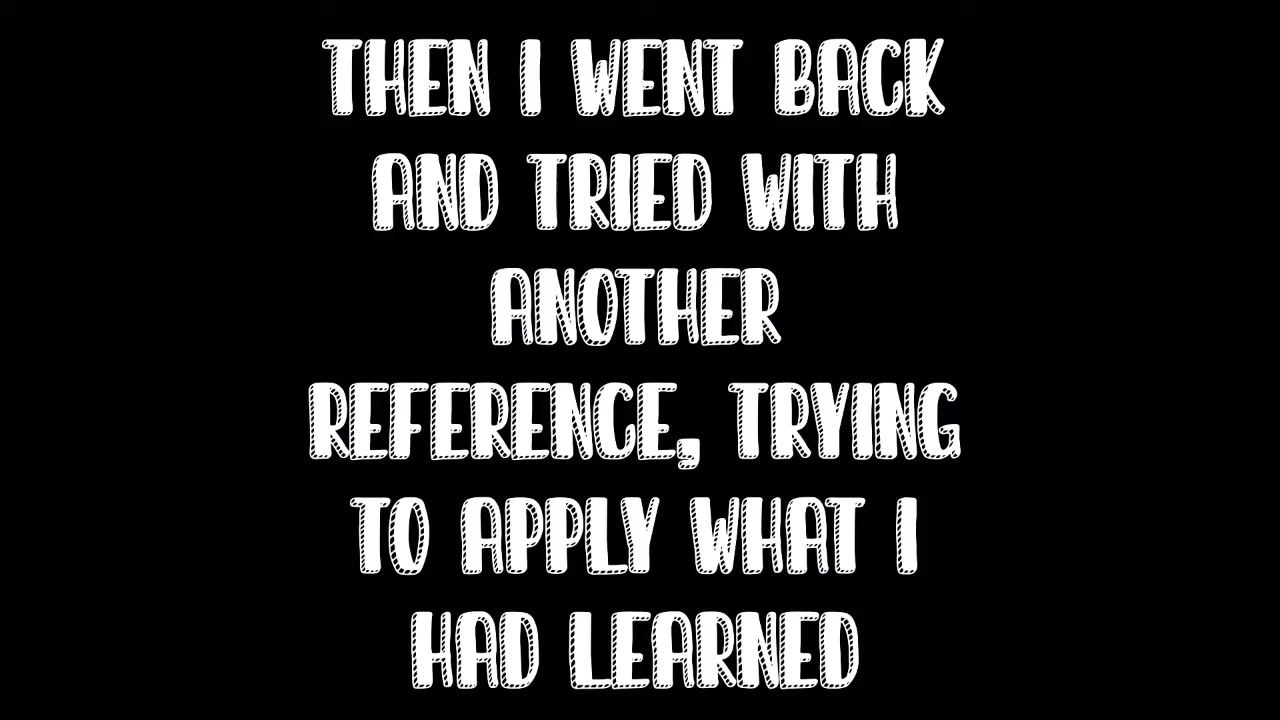 THEN I WENT BACK
AND TRIED WITH
ANOTHER
REFERENCE, TRYING
TO APPLY WHAT I
HAD LEARNED